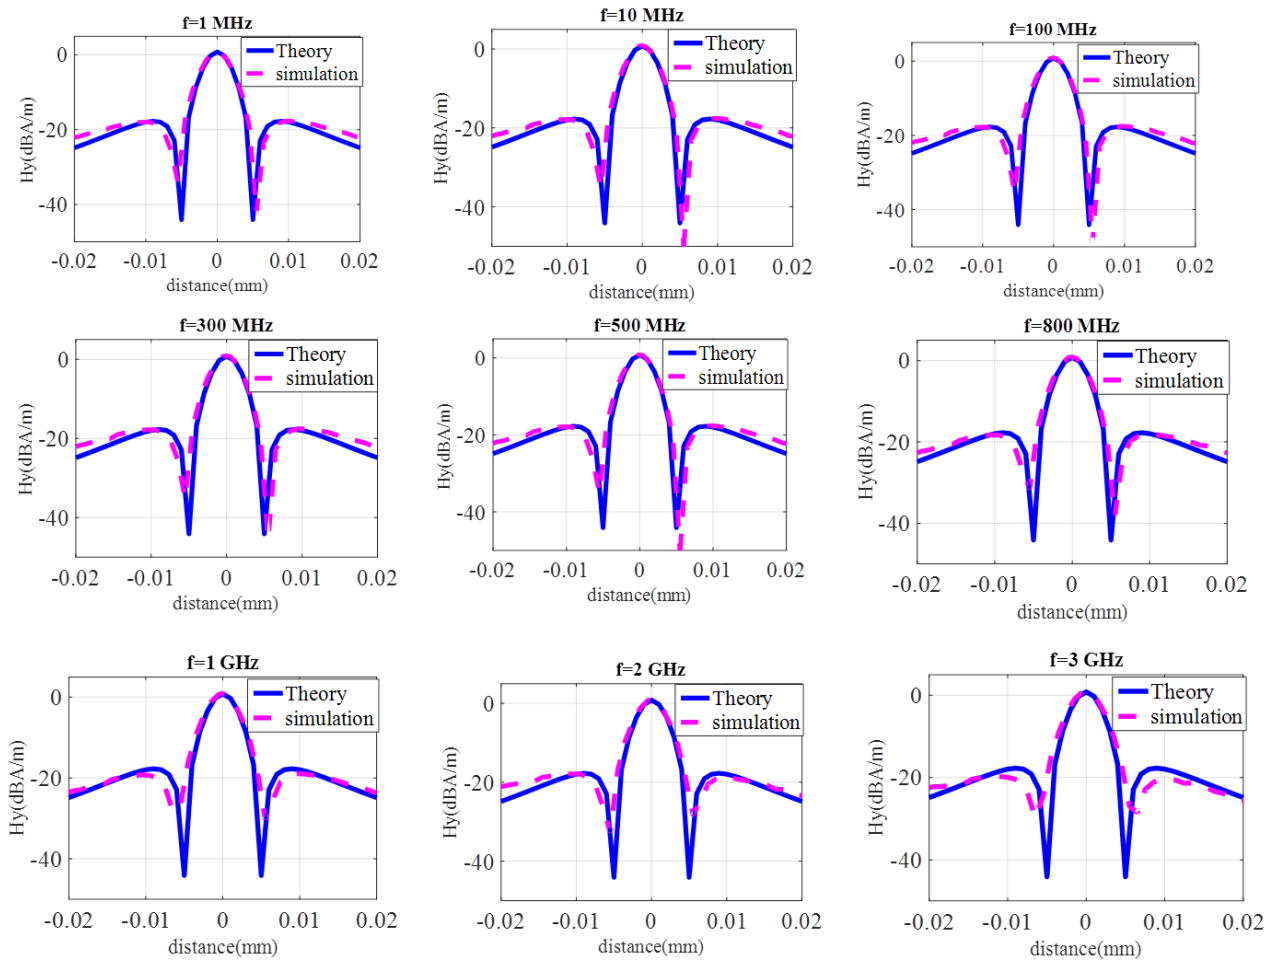 f=1 MHz
Theory
simulation
Hy(dBA/m)
0
-20
-40
-0.02 -0.01 0 0.01 0.02
distance(mm)
f=10 MHz
Theory
simulation
Hy(dBA/m)
0
-20
-40
-0.02 -0.01 0 0.01 0.02
distance(mm)
f=100 MHz
Theory
simulation
Hy(dBA/m)
0
-20
-40
-0.02 -0.01 0 0.01 0.02
distance(mm)
f=300 MHz
Theory
simulation
Hy(dBA/m)
0
-20
-40
-0.02 -0.01 0 0.01 0.02
distance(mm)
f=500 MHz
Theory
simulation
Hy(dBA/m)
0
-20
-40
-0.02 -0.01 0 0.01 0.02
distance(mm)
f=800 MHz
Theory
simulation
Hy(dBA/m)
0
-20
-40
-0.02 -0.01 0 0.01 0.02
distance(mm)
f=1 GHz
Theory
simulation
Hy(dBA/m)
0
-20
-40
-0.02 -0.01 0 0.01 0.02
distance(mm)
f=2 GHz
Theory
simulation
Hy(dBA/m)
0
-20
-40
-0.02 -0.01 0 0.01 0.02
distance(mm)
f=3 GHz
Theory
simulation
Hy(dBA/m)
0
-20
-40
-0.02 -0.01 0 0.01 0.02
distance(mm)